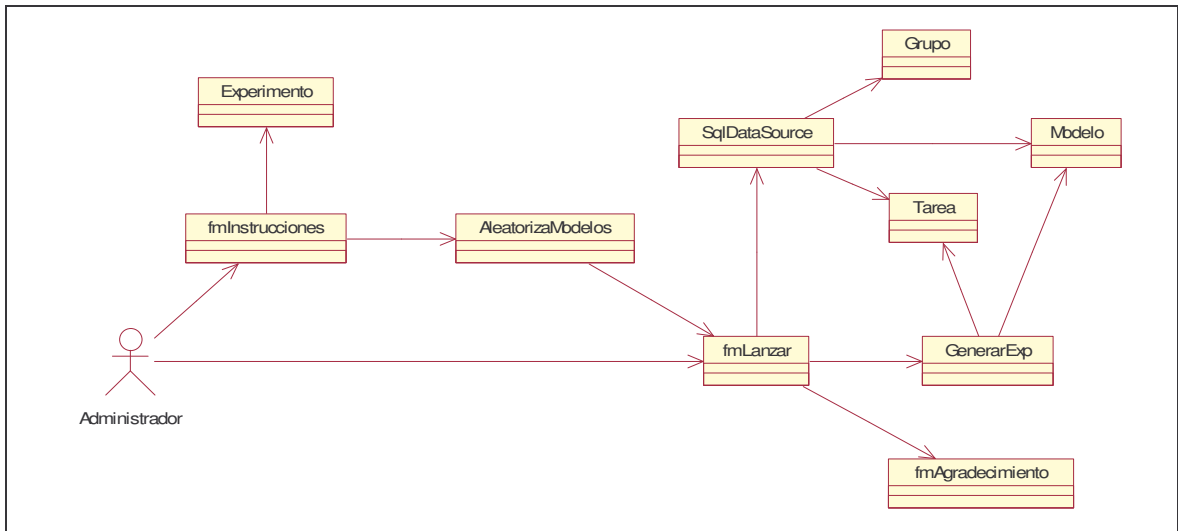 Grupo
Experimento
SqlDataSource
Modelo
Tarea
fmInstrucciones
AleatorizaModelos
fmLanzar
GenerarExp
Administrador
fmAgradecimiento